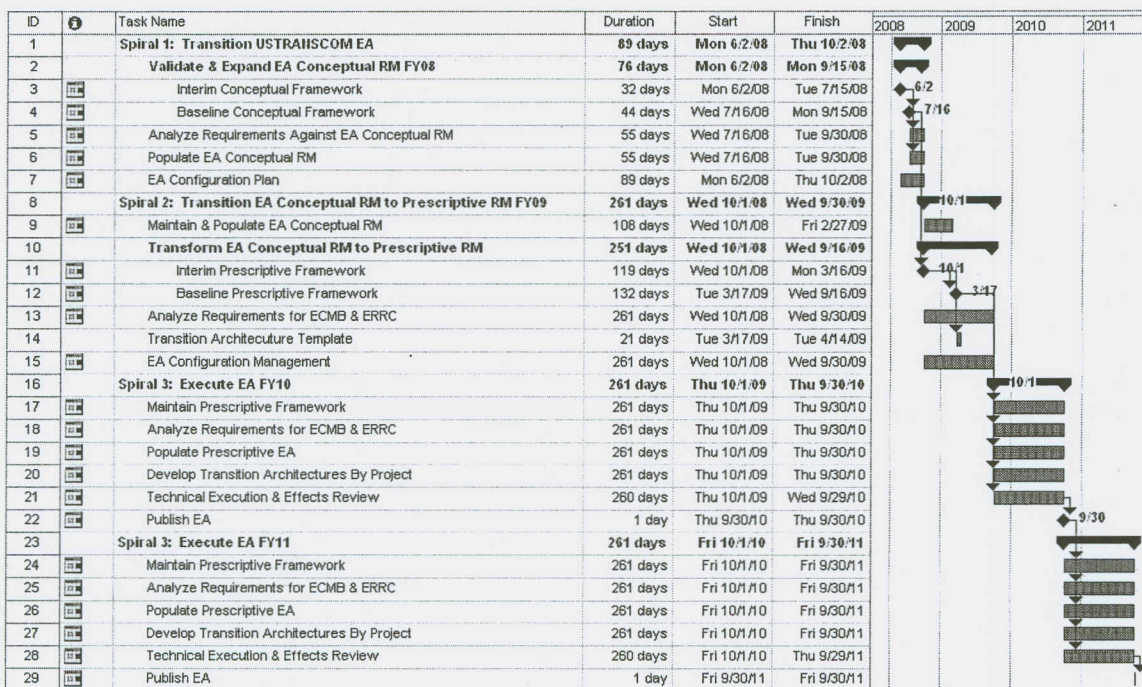 ID Task Name Duration Start Finish 2008 2009 2010 2011
1 Spiral 1: Transition USTRANSCOM EA 89 days Mon 6/2/08 Thu 10/2/08
2 Validate & Expand EA Conceptual RM FY08 76 days Mon 6/2/08 Mon 9/15/08
3 Interim Conceptual Framework 32 days Mon 6/2/08 Tue 7/15/08 6/2
4 Baseline Conceptual Framework 44 days Wed 7/16/08 Mon 9/15/08 7/16
5 Analyze Requirements Against EA Conceptual RM 55 days Wed 7/16/08 Tue 9/30/08
6 Populate EA Conceptual RM 55 days Wed 7/16/08 Tue 9/30/08
7 EA Configuration Plan 89 days Mon 6/2/08 Thu 10/2/08
8 Spiral 2: Transition EA Conceptual RM to Prescriptive RM FY09 261 days Wed 10/1/08 Wed 9/30/09 10/1
9 Maintain & Populate EA Conceptual RM 108 days Wed 10/1/08 Fri 2/27/09
10 Transform EA Conceptual RM to Prescriptive RM 251 days Wed 10/1/08 Wed 9/16/09
11 Interim Prescriptive Framework 119 days Wed 10/1/08 Mon 3/16/09 10/1
12 Baseline Prescriptive Framework 132 days Tue 3/17/09 Wed 9/16/09 3/17
13 Analyze Requirements for ECMB & ERRC 261 days Wed 10/1/08 Wed 9/30/09
14 Transition Architecuture Template 21 days Tue 3/17/09 Tue 4/14/09
15 EA Configuration Management 261 days Wed 10/1/08 Wed 9/30/09
16 Spiral 3: Execute EA FY10 261 days Thu 10/1/09 Thu 9/30/10 10/1
17 Maintain Prescriptive Framework 261 days Thu 10/1/09 Thu 9/30/10
18 Analyze Requirements for ECMB & ERRC 261 days Thu 10/1/09 Thu 9/30/10
19 Populate Prescriptive EA 261 days Thu 10/1/09 Thu 9/30/10
20 Develop Transition Architectures By Project 261 days Thu 10/1/09 Thu 9/30/10
21 Technical Execution & Effects Review 260 days Thu 10/1/09 Wed 9/29/10
22 Publish EA 1 day Thu 9/30/10 Thu 9/30/10 9/30
23 Spiral 3: Execute EA FY11 261 days Fri 10/1/10 Fri 9/30/11
24 Maintain Prescriptive Framework 261 days Fri 10/1/10 Fri 9/30/11
25 Analyze Requirements for ECMB & ERRC 261 days Fri 10/1/10 Fri 9/30/11
26 Populate Prescriptive EA 261 days Fri 10/1/10 Fri 9/30/11
27 Develop Transition Architectures By Project 261 days Fri 10/1/10 Fri 9/30/11
28 Technical Execution & Effects Review 260 days Fri 10/1/10 Thu 9/29/11
29 Publish EA 1 day Fri 9/30/11 Fri 9/30/11